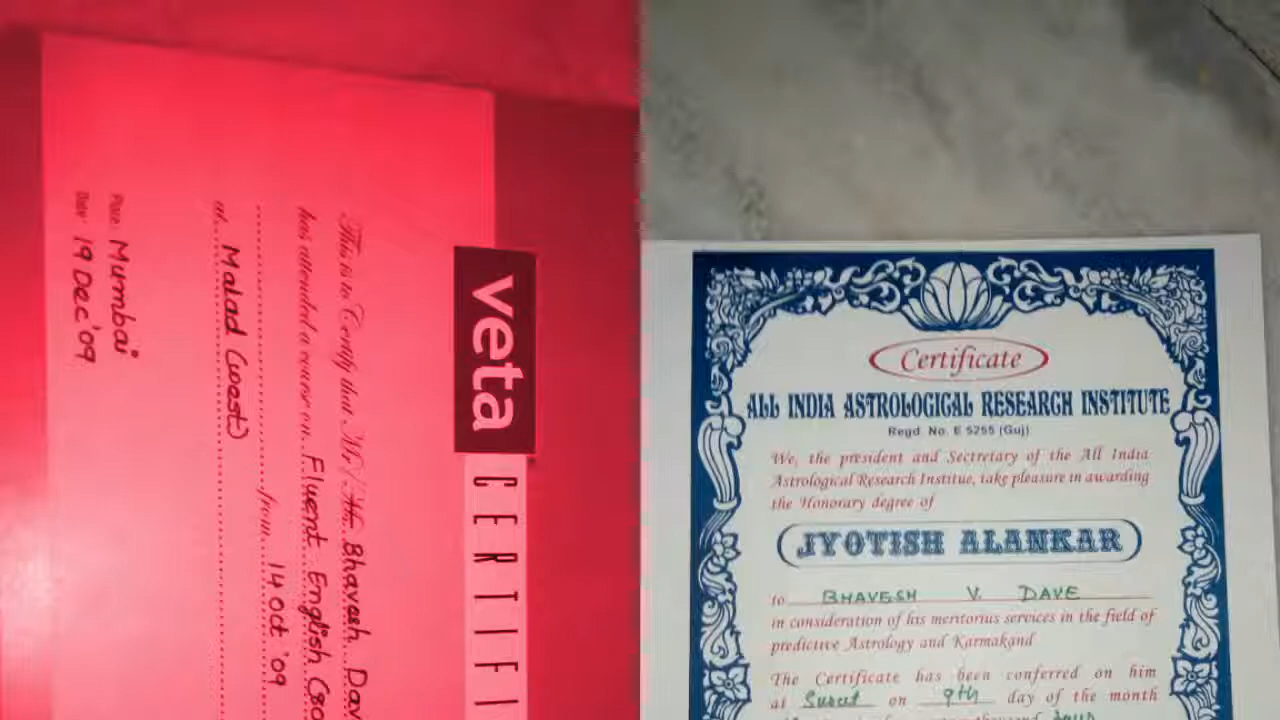 veta
CERTIFI
This is to Certify that Mr/Ms. Bhavesh Dav
has attended a course on Fluent English
from 14 Oct '09
at Malad (West)
Place: Mumbai
Date: 19 Dec '09
Certificate
ALL INDIA ASTROLOGICAL RESEARCH INSTITUTE
Regd. No. E 5255 (Guj)
We, the president and Sectretary of the All India
Astrological Research Institue, take pleasure in awarding
the Honorary degree of
JYOTISH ALANKAR
to BHAVESH V. DAVE
in consideration of his meritorius services in the field of
predictive Astrology and Karmakand
The Certificate has been conferred on him
at Surat on 9th day of the month